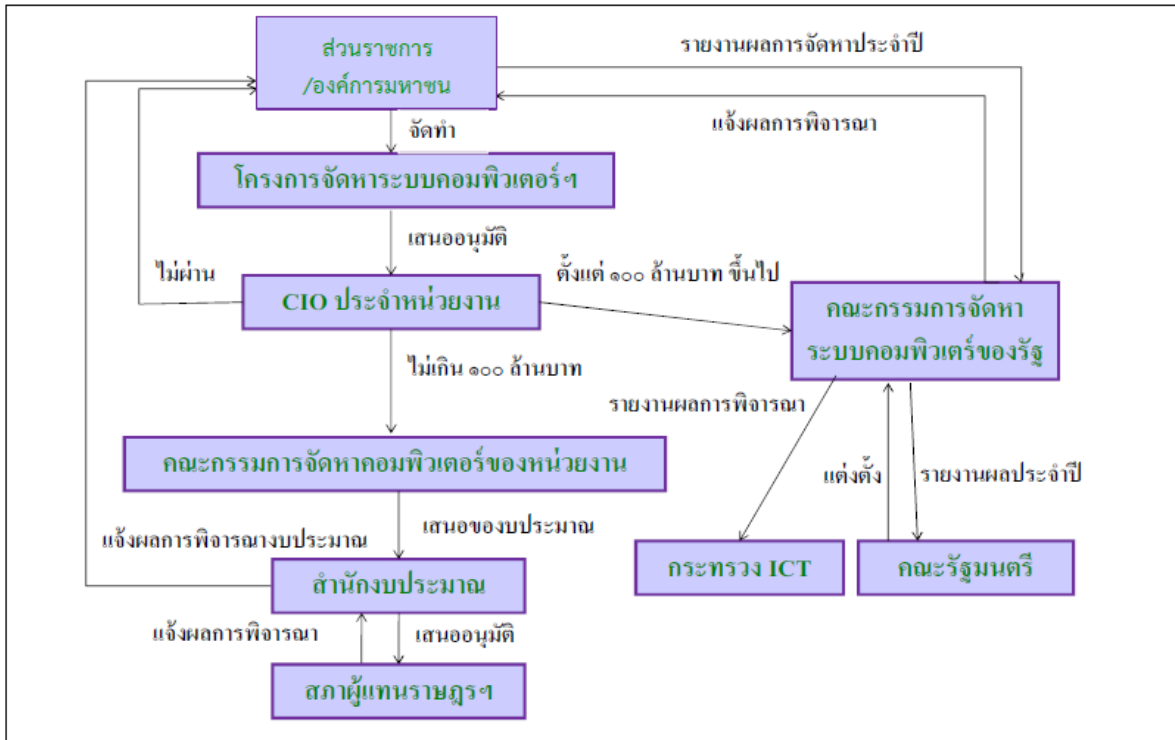 ส่วนราชการ
/องค์การมหาชน
รายงานผลการจัดหาประจำปี
แจ้งผลการพิจารณา
จัดทำ
โครงการจัดหาระบบคอมพิวเตอร์ฯ
เสนออนุมัติ
ไม่ผ่าน
ตั้งแต่ ๑๐๐ ล้านบาท ขึ้นไป
CIO ประจำหน่วยงาน
คณะกรรมการจัดหา
ระบบคอมพิวเตร์ของรัฐ
ไม่เกิน ๑๐๐ ล้านบาท
รายงานผลการพิจารณา
คณะกรรมการจัดหาคอมพิวเตอร์ของหน่วยงาน
แต่งตั้ง
รายงานผลประจำปี
เสนอของบประมาณ
แจ้งผลการพิจารณางบประมาณ
สำนักงบประมาณ
กระทรวง ICT
คณะรัฐมนตรี
แจ้งผลการพิจารณา
เสนออนุมัติ
สภาผู้แทนราษฎรฯ